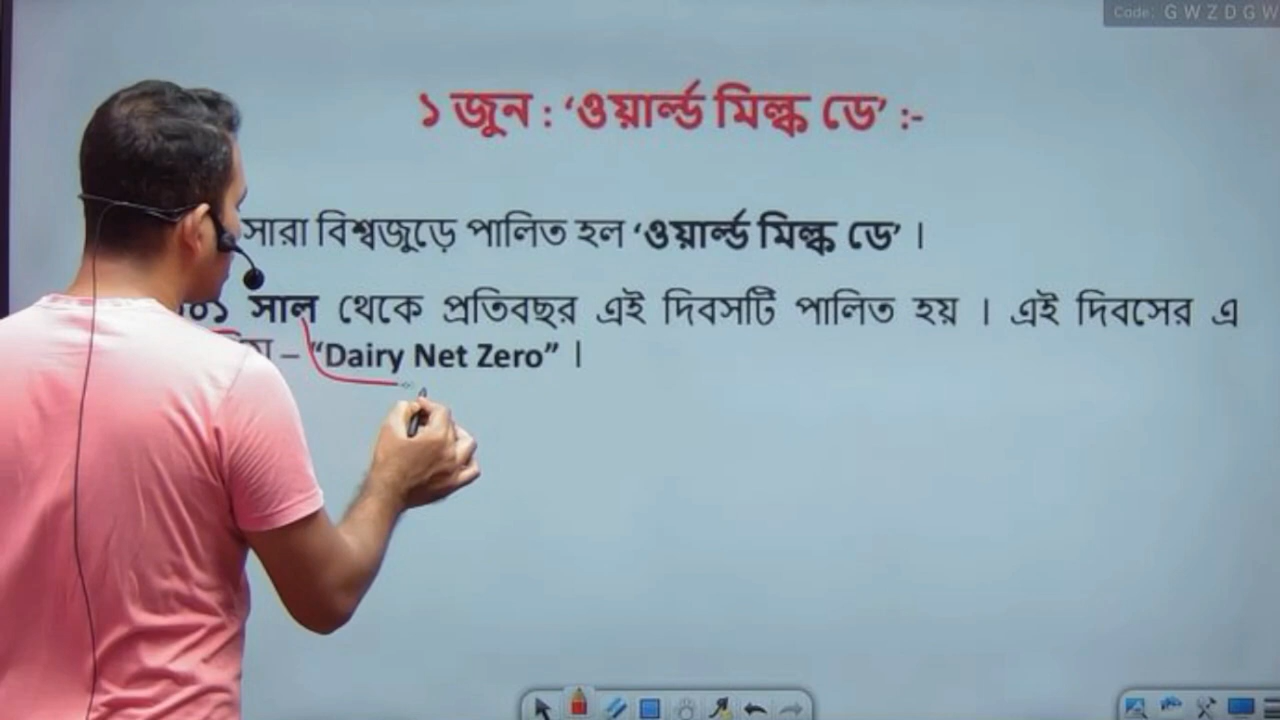 Code: G W Z D G W
১ জুন : ‘ওয়ার্ল্ড মিল্ক ডে’ :-
সারা বিশ্বজুড়ে পালিত হল ‘ওয়ার্ল্ড মিল্ক ডে’ ।
সাল থেকে প্রতিবছর এই দিবসটি পালিত হয় । এই দিবসের এ
– “Dairy Net Zero” ।